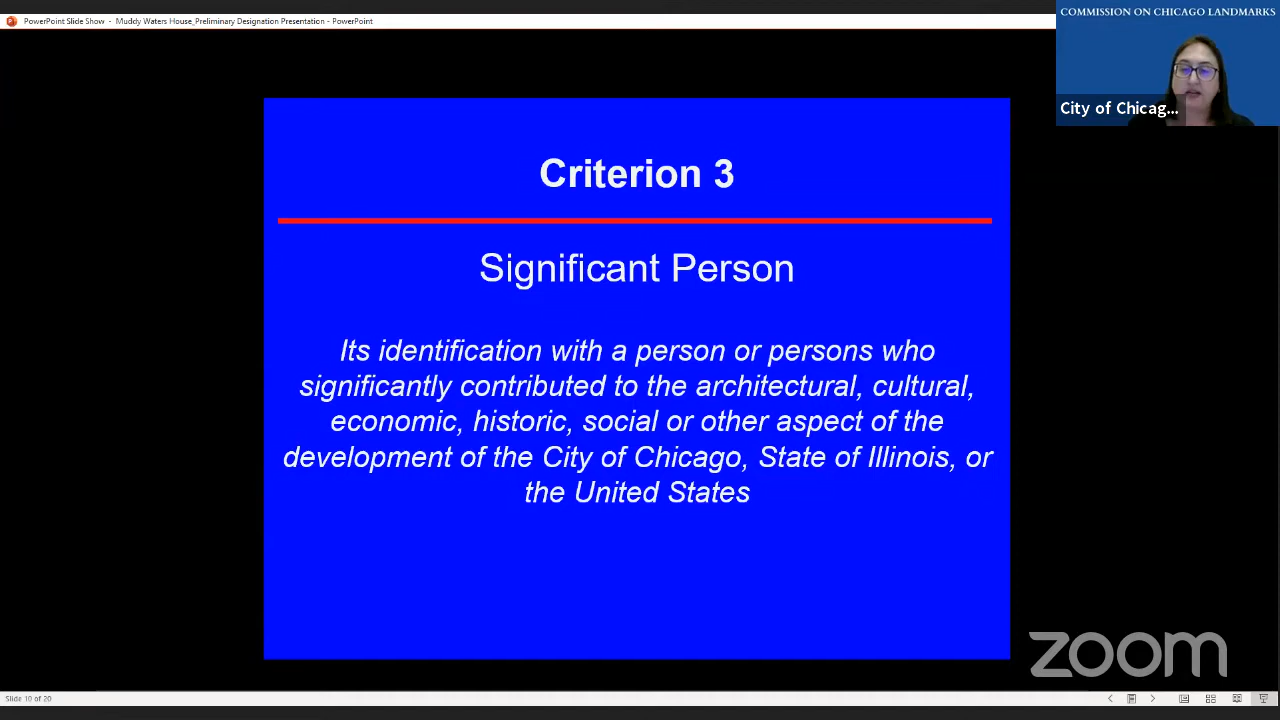 PowerPoint Slide Show - Muddy Waters House_Preliminary Designation Presentation - PowerPoint
COMMISSION ON CHICAGO LANDMARKS
City of Chicag...
Criterion 3
Significant Person
Its identification with a person or persons who
significantly contributed to the architectural, cultural,
economic, historic, social or other aspect of the
development of the City of Chicago, State of Illinois, or
the United States
zoom
Slide 10 of 20